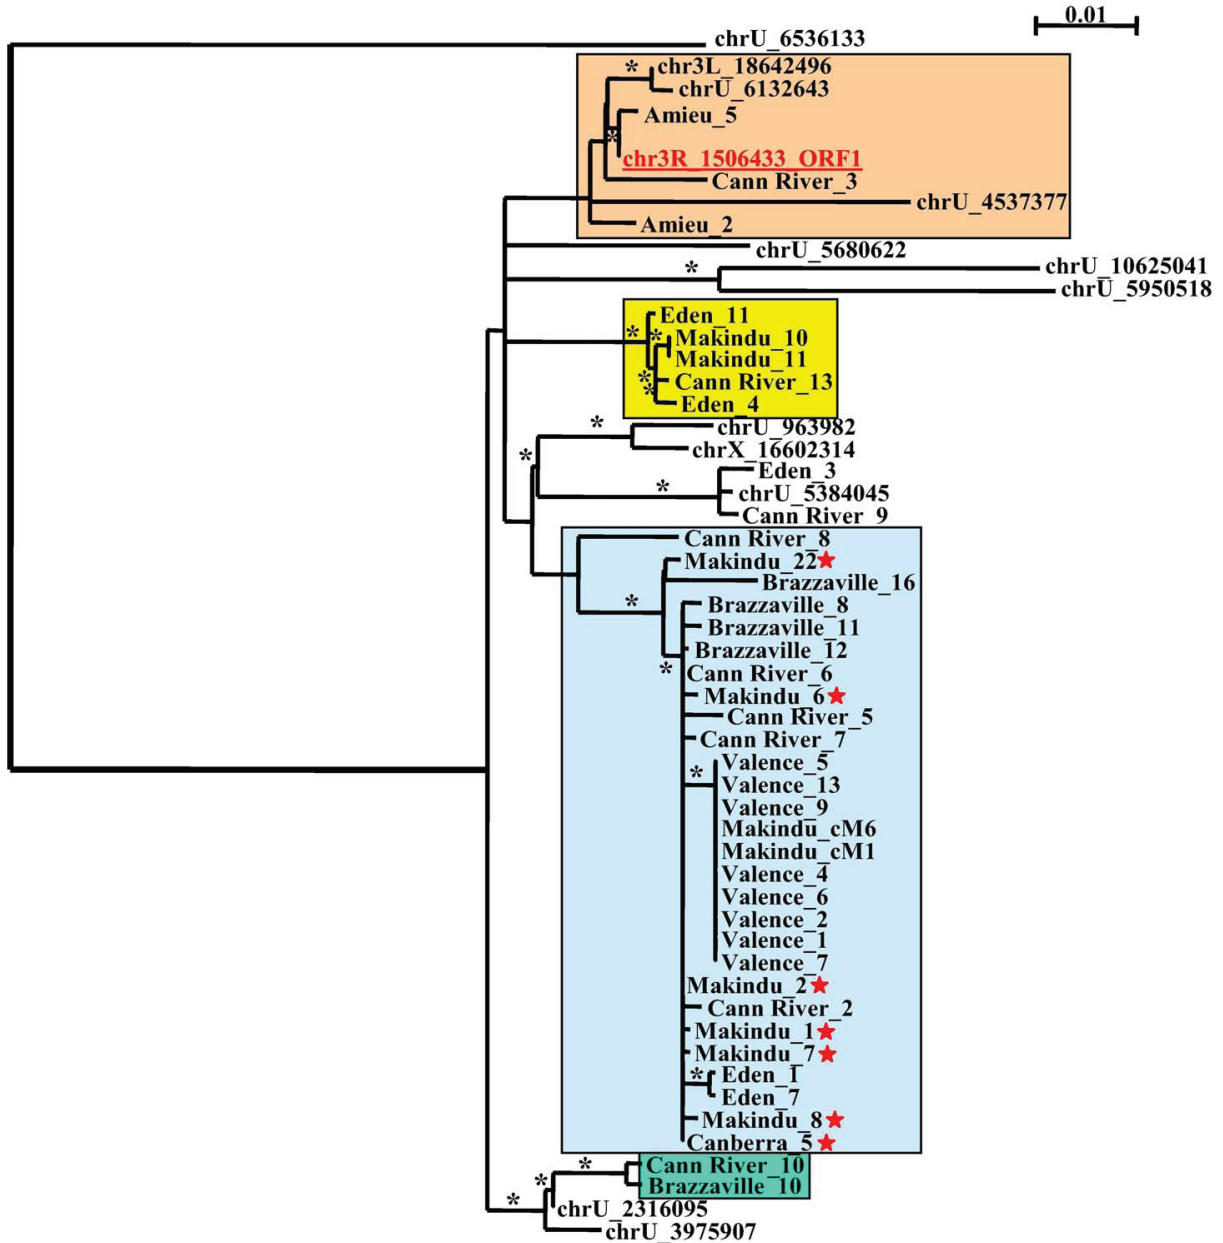 0.01
chrU_6536133
* chr3L_18642496
chrU_6132643
Amieu_5
*
chr3R_1506433_ORF1
Cann River_3
chrU_4537377
Amieu_2
chrU_5680622
* chrU_10625041
chrU_5950518
Eden_11
* * Makindu_10
Makindu_11
* Cann River_13
* Eden_4
* chrU_963982
* chrX_16602314
Eden_3
* chrU_5384045
Cann River_9
Cann River_8
Makindu_22★
Brazzaville_16
* Brazzaville_8
Brazzaville_11
Brazzaville_12
* Cann River_6
Makindu_6★
Cann River_5
Cann River_7
Valence_5
* Valence_13
Valence_9
Makindu_cM6
Makindu_cM1
Valence_4
Valence_6
Valence_2
Valence_1
Valence_7
Makindu_2★
Cann River_2
Makindu_1★
Makindu_7★
* Eden_1
Eden_7
Makindu_8★
Canberra_5★
* Cann River_10
* Brazzaville_10
* chrU_2316095
chrU_3975907